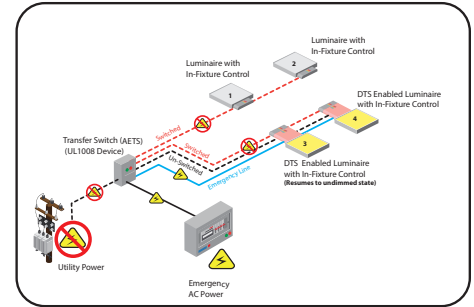 Luminaire with
In-Fixture Control
2
Luminaire with
In-Fixture Control
1
DTS Enabled Luminaire
with In-Fixture Control
4
Switched
Transfer Switch (AETS)
(UL1008 Device)
Switched
Un-Switched
Emergency Line
3
DTS Enabled Luminaire
with In-Fixture Control
(Resumes to undimmed state)
Utility Power
Emergency
AC Power